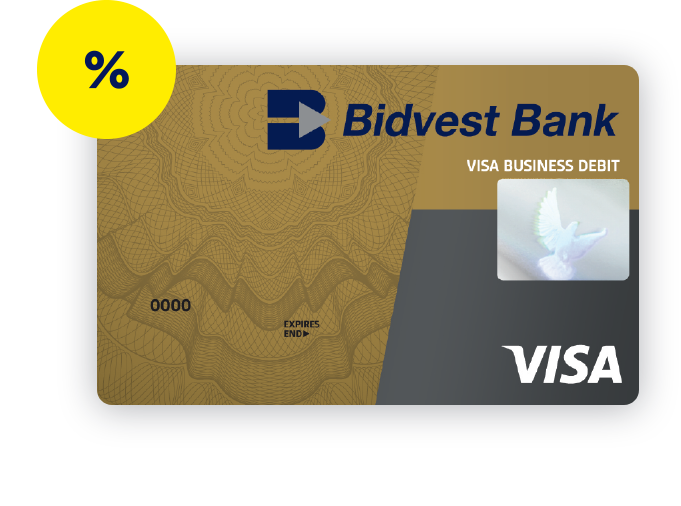 %
Bidvest Bank
VISA BUSINESS DEBIT
0000
EXPIRES
END▶
VISA